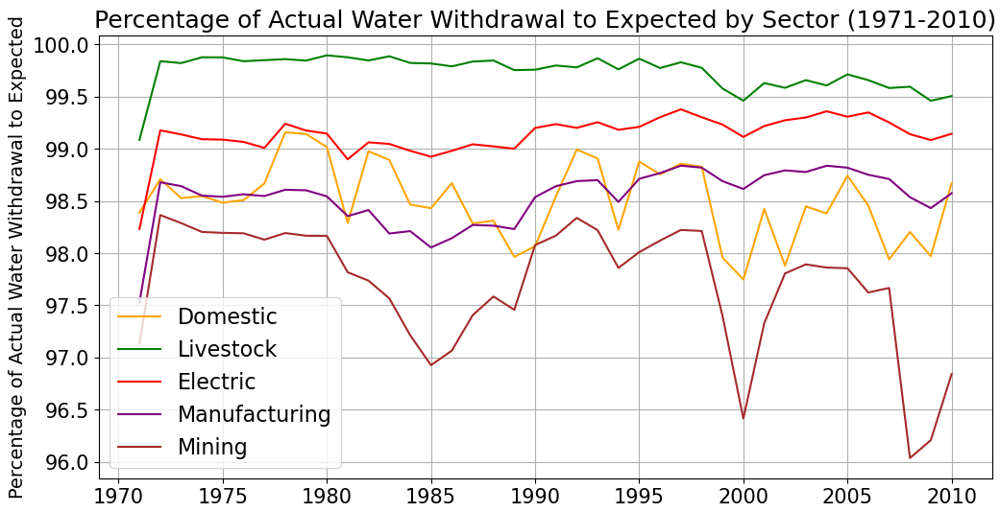 Percentage of Actual Water Withdrawal to Expected by Sector (1971-2010)
Percentage of Actual Water Withdrawal to Expected
100.0
99.5
99.0
98.5
98.0
97.5
97.0
96.5
96.0
Domestic
Livestock
Electric
Manufacturing
Mining
1970 1975 1980 1985 1990 1995 2000 2005 2010